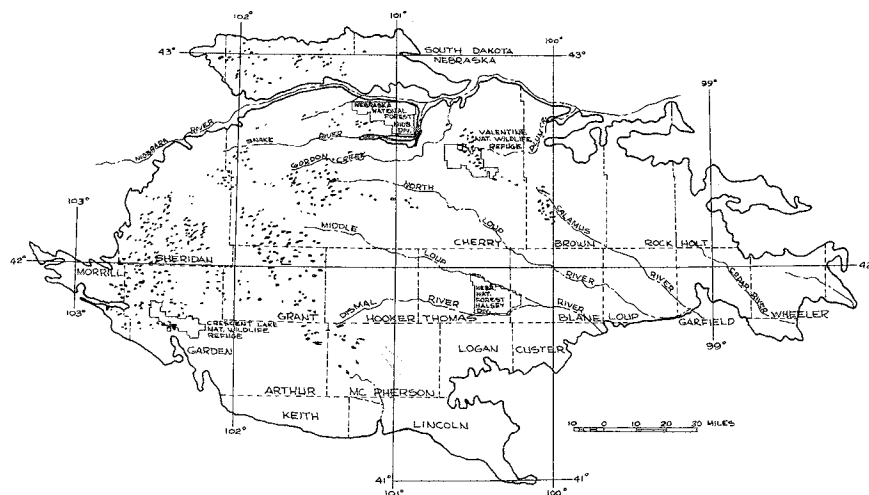 102°
101°
100°
43°
SOUTH DAKOTA
43°
NEBRASKA
99°
NEBRASKA
NATIONAL
FOREST
NIOB.
DIV.
NIOBRARA RIVER
SNAKE RIVER
VALENTINE
NAT. WILDLIFE
REFUGE
GORDON CREEK
NORTH LOUP RIVER
CALAMUS RIVER
103°
MIDDLE LOUP RIVER
CHERRY
BROWN
ROCK
HOLT
42°
SHERIDAN
42
MORRILL
CEDAR RIVER
103°
NEBR.
NAT.
FOREST
HALSEY
DIV.
DISMAL RIVER
GRANT
HOOKER
THOMAS
BLANE
LOUP
GARFIELD
WHEELER
CRESCENT LAKE
NAT. WILDLIFE
REFUGE
99°
GARDEN
LOGAN
CUSTER
ARTHUR
MC PHERSON
KEITH
LINCOLN
102°
10 0 10 20 30 MILES
41°
41°
101°
100°